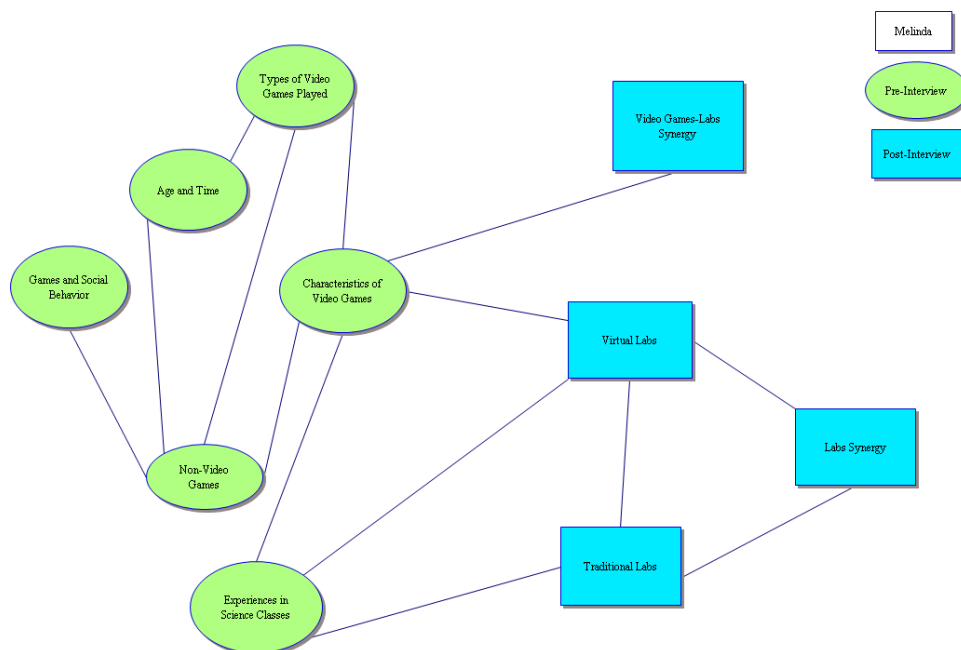 Melinda
Types of Video
Games Played
Pre-Interview
Video Games-Labs
Synergy
Post-Interview
Age and Time
Games and Social
Behavior
Characteristics of
Video Games
Virtual Labs
Labs Synergy
Non-Video
Games
Traditional Labs
Experiences in
Science Classes